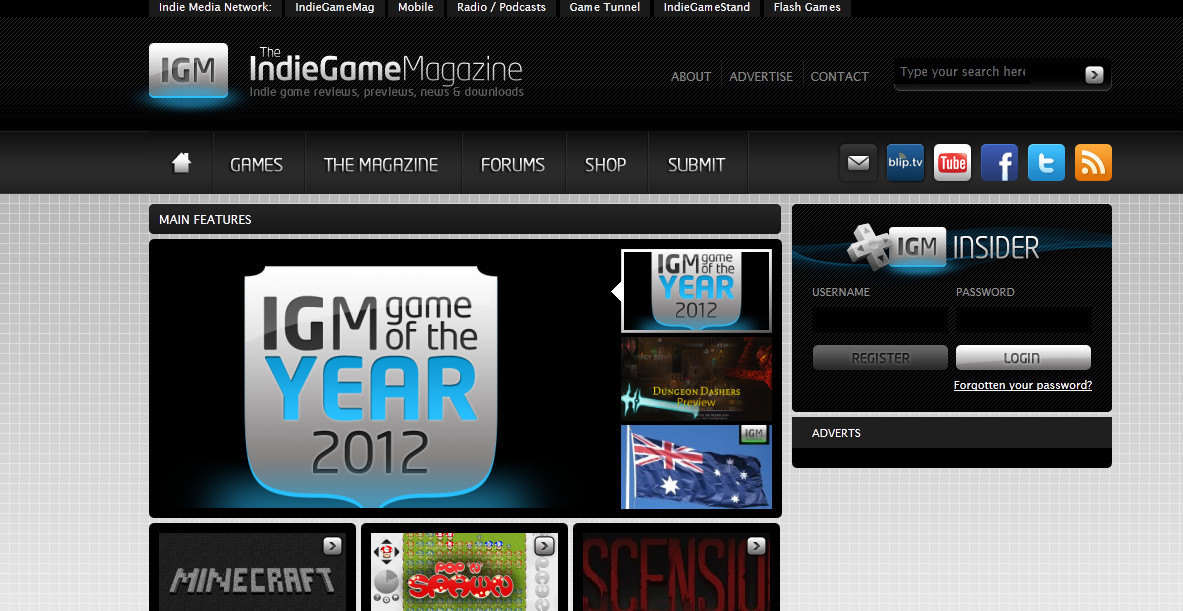 Indie Media Network: IndieGameMag Mobile Radio / Podcasts Game Tunnel IndieGameStand Flash Games
IGM The IndieGameMagazine
Indie game reviews, previews, news & downloads
ABOUT ADVERTISE CONTACT Type your search here
GAMES THE MAGAZINE FORUMS SHOP SUBMIT
blip.tv YouTube f t
MAIN FEATURES
IGM game of the YEAR 2012
IGM game of the YEAR 2012
DUNGEON DASHERS
Preview
IGM
IGM INSIDER
USERNAME PASSWORD
REGISTER LOGIN
Forgotten your password?
ADVERTS
MINECRAFT
POP 'N' SPAWN
SCENSIO